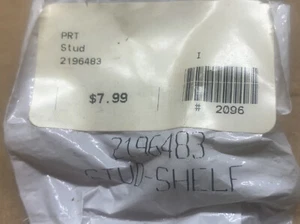 PRT
Stud
2196483
I
$7.99
# 2096
2196483
STUD-SHELF